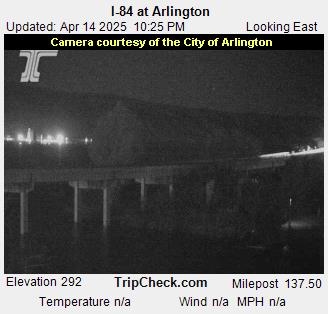 I-84 at Arlington
Updated: Apr 14 2025 10:25 PM Looking East
Camera courtesy of the City of Arlington
Elevation 292 TripCheck.com Milepost 137.50
Temperature n/a Wind n/a MPH n/a